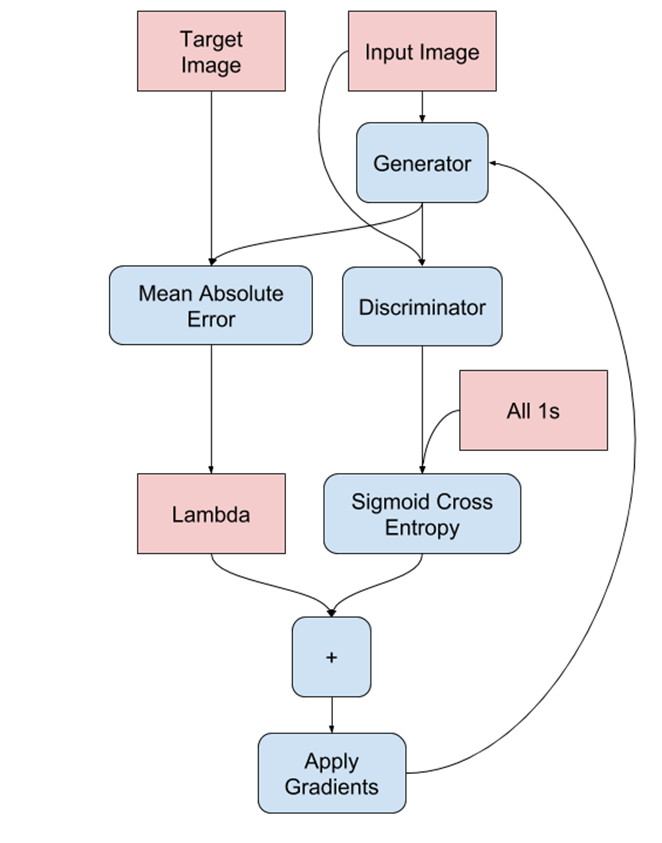 Target
Image
Input Image
Generator
Mean Absolute
Error
Discriminator
All 1s
Lambda
Sigmoid Cross
Entropy
+
Apply
Gradients